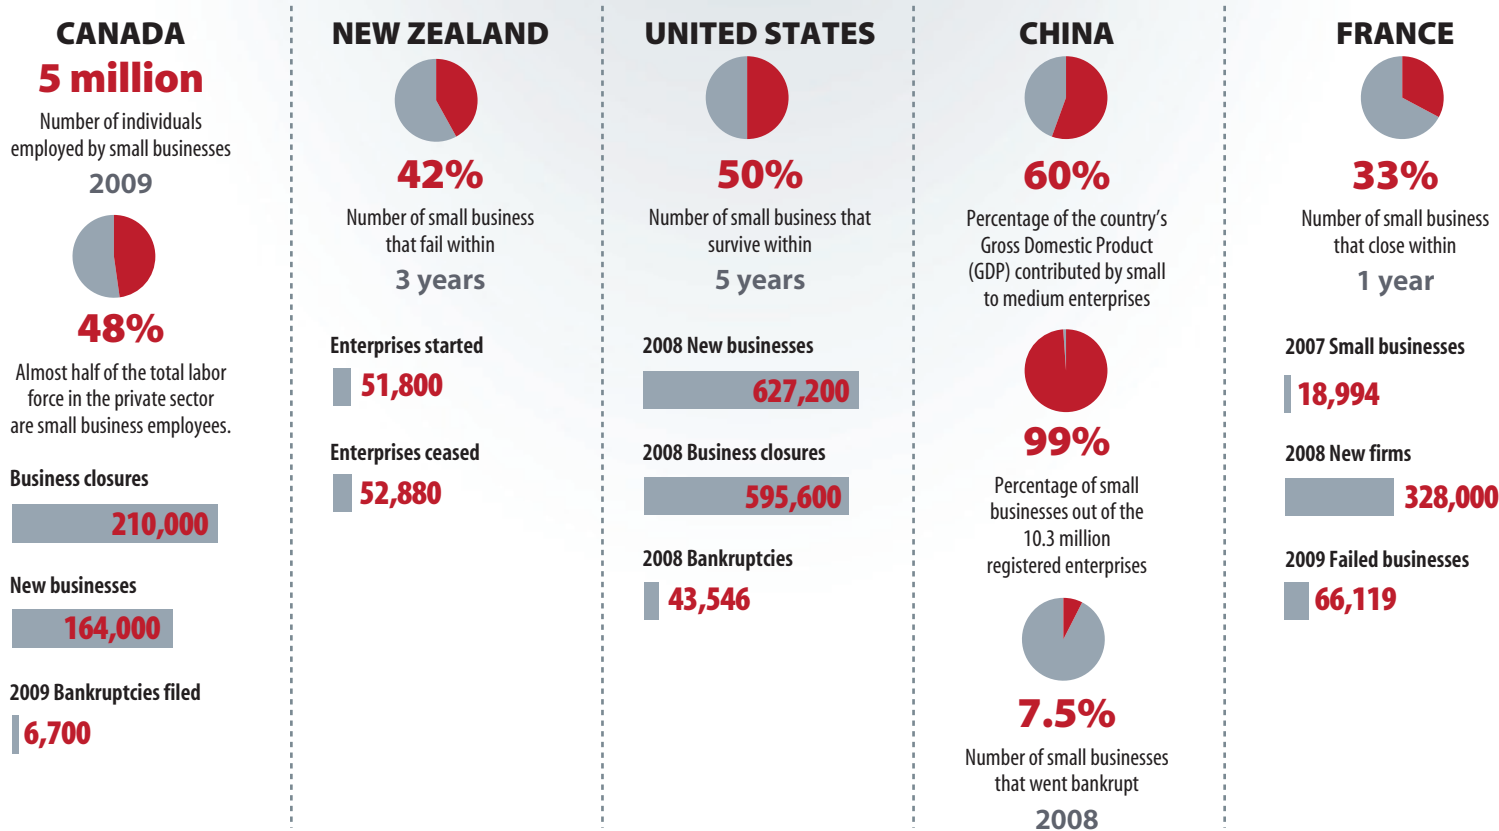 CANADA
5 million
Number of individuals
employed by small businesses
2009
48%
Almost half of the total labor
force in the private sector
are small business employees.
Business closures
210,000
New businesses
164,000
2009 Bankruptcies filed
6,700
NEW ZEALAND
42%
Number of small business
that fail within
3 years
Enterprises started
51,800
Enterprises ceased
52,880
UNITED STATES
50%
Number of small business that
survive within
5 years
2008 New businesses
627,200
2008 Business closures
595,600
2008 Bankruptcies
43,546
CHINA
60%
Percentage of the country's
Gross Domestic Product
(GDP) contributed by small
to medium enterprises
99%
Percentage of small
businesses out of the
10.3 million
registered enterprises
7.5%
Number of small businesses
that went bankrupt
2008
FRANCE
33%
Number of small business
that close within
1 year
2007 Small businesses
18,994
2008 New firms
328,000
2009 Failed businesses
66,119